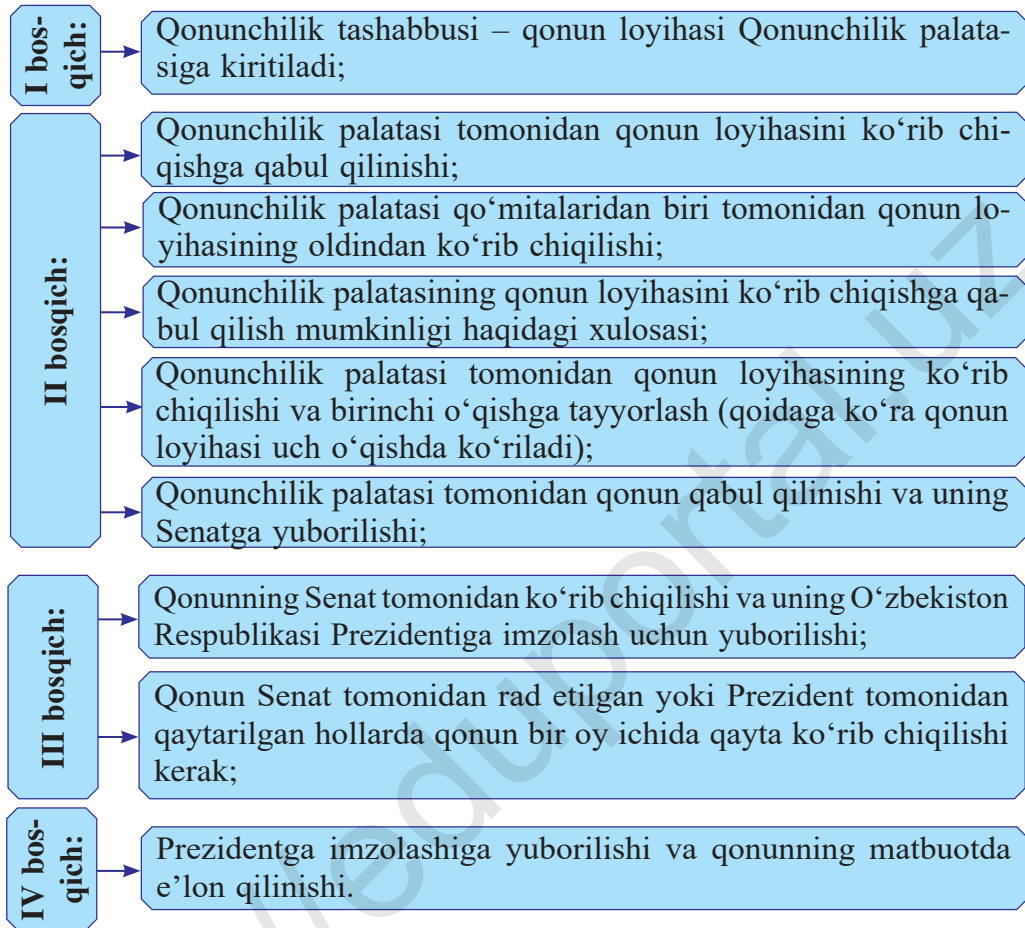 I bos-
qich:
Qonunchilik tashabbusi – qonun loyihasi Qonunchilik palata-
siga kiritiladi;
II bosqich:
Qonunchilik palatasi tomonidan qonun loyihasini ko‘rib chi-
qishga qabul qilinishi;
Qonunchilik palatasi qo‘mitalaridan biri tomonidan qonun lo-
yihasining oldindan ko‘rib chiqilishi;
Qonunchilik palatasining qonun loyihasini ko‘rib chiqishga qa-
bul qilish mumkinligi haqidagi xulosasi;
Qonunchilik palatasi tomonidan qonun loyihasining ko‘rib
chiqilishi va birinchi o‘qishga tayyorlash (qoidaga ko‘ra qonun
loyihasi uch o‘qishda ko‘riladi);
Qonunchilik palatasi tomonidan qonun qabul qilinishi va uning
Senatga yuborilishi;
III bosqich:
Qonunning Senat tomonidan ko‘rib chiqilishi va uning O‘zbekiston
Respublikasi Prezidentiga imzolash uchun yuborilishi;
Qonun Senat tomonidan rad etilgan yoki Prezident tomonidan
qaytarilgan hollarda qonun bir oy ichida qayta ko‘rib chiqilishi
kerak;
IV bos-
qich:
Prezidentga imzolashiga yuborilishi va qonunning matbuotda
e’lon qilinishi.
//eduportal.uz